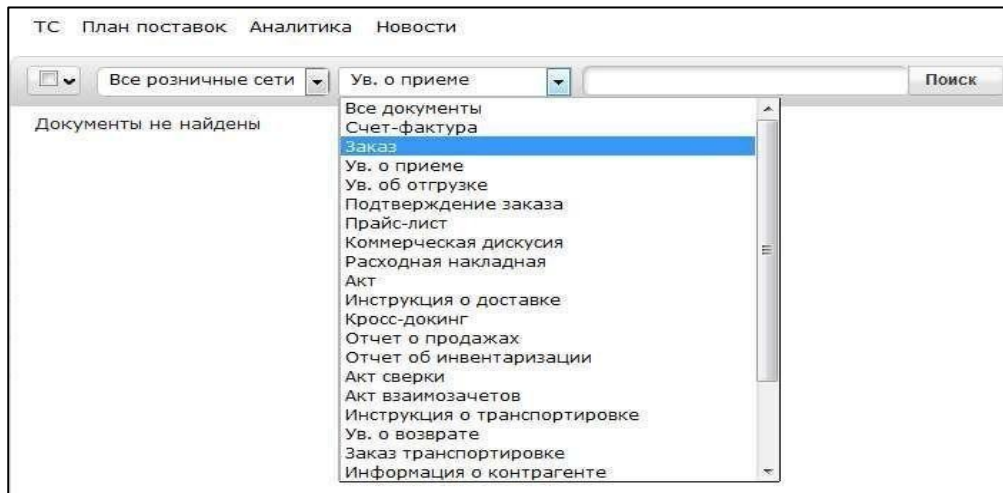 ТС План поставок Аналитика Новости
Все розничные сети Ув. о приеме Поиск
Документы не найдены
Все документы
Счет-фактура
Заказ
Ув. о приеме
Ув. об отгрузке
Подтверждение заказа
Прайс-лист
Коммерческая дискусия
Расходная накладная
Акт
Инструкция о доставке
Кросс-докинг
Отчет о продажах
Отчет об инвентаризации
Акт сверки
Акт взаимозачетов
Инструкция о транспортировке
Ув. о возврате
Заказ транспортировке
Информация о контрагенте